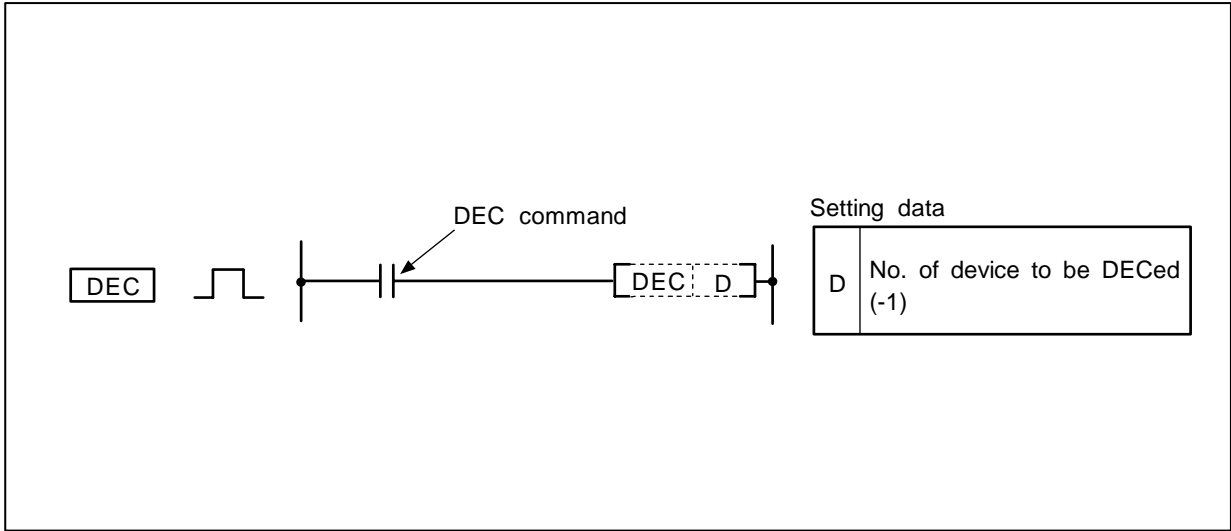 DEC command
DEC
DEC D
Setting data
D
No. of device to be DECed
(-1)